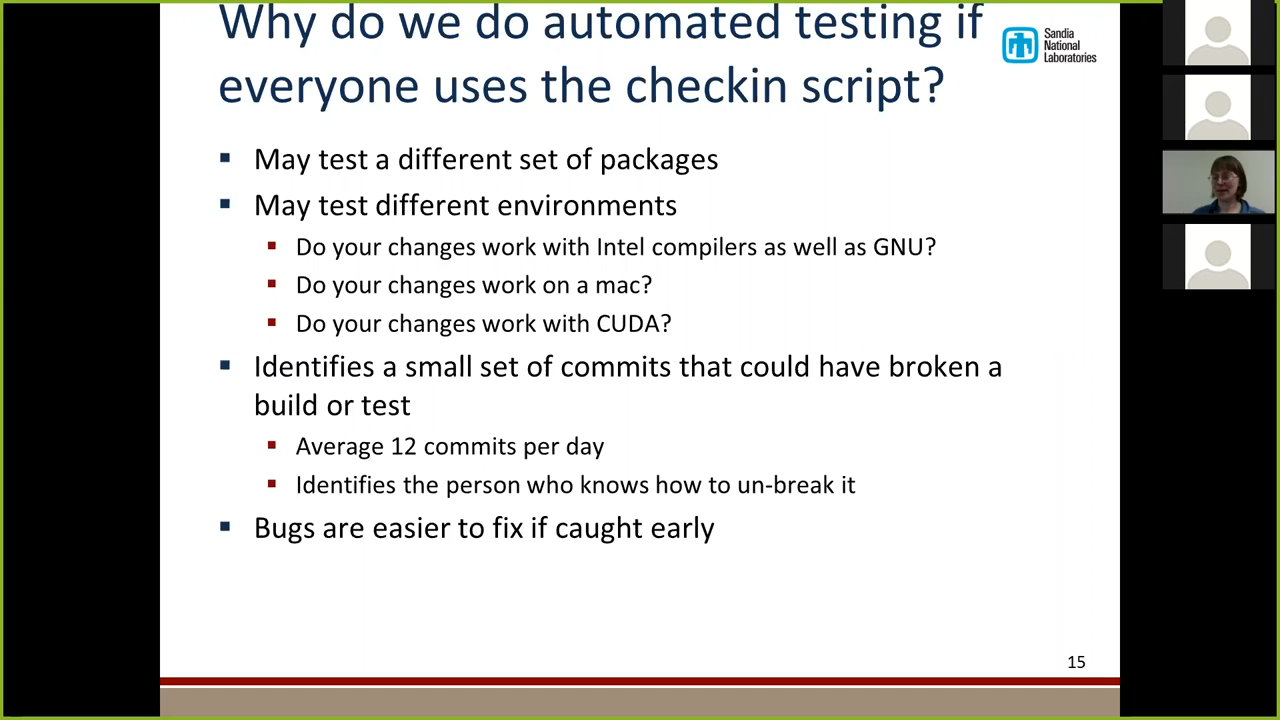 Why do we do automated testing if
everyone uses the checkin script?
Sandia
National
Laboratories
May test a different set of packages
May test different environments
Do your changes work with Intel compilers as well as GNU?
Do your changes work on a mac?
Do your changes work with CUDA?
Identifies a small set of commits that could have broken a
build or test
Average 12 commits per day
Identifies the person who knows how to un-break it
Bugs are easier to fix if caught early
15